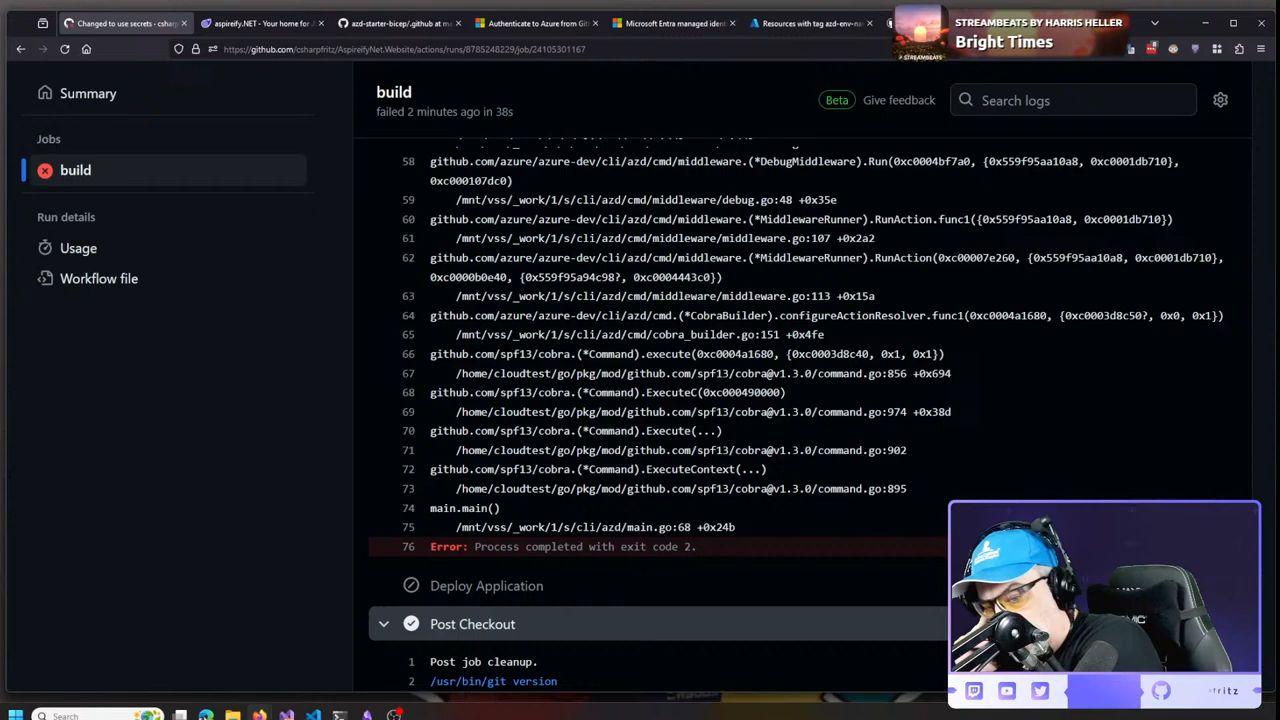 Changed to use secrets - csharp
aspireify.NET - Your home for A
azd-starter-bicep/.github at m
Authenticate to Azure from Git
Microsoft Entra managed identi
Resources with tag azd-env-na
STREAMBEATS BY HARRIS HELLER
Bright Times
https://github.com/csharpfritz/AspireifyNet.Website/actions/runs/8785248229/job/24105301167
Summary
Jobs
build
Run details
Usage
Workflow file
build
failed 2 minutes ago in 38s
Beta
Give feedback
Search logs
58 github.com/azure/azure-dev/cli/azd/cmd/middleware.(*DebugMiddleware).Run(0xc0004bf7a0, {0x559f95aa10a8, 0xc0001db710},
0xc000107dc0)
59 /mnt/vss/_work/1/s/cli/azd/cmd/middleware/debug.go:48 +0x35e
60 github.com/azure/azure-dev/cli/azd/cmd/middleware.(*MiddlewareRunner).RunAction.func1({0x559f95aa10a8, 0xc0001db710})
61 /mnt/vss/_work/1/s/cli/azd/cmd/middleware/middleware.go:107 +0x2a2
62 github.com/azure/azure-dev/cli/azd/cmd/middleware.(*MiddlewareRunner).RunAction(0xc00007e260, {0x559f95aa10a8, 0xc0001db710},
0xc0000b0e40, {0x559f95a94c98?, 0xc0004443c0})
63 /mnt/vss/_work/1/s/cli/azd/cmd/middleware/middleware.go:113 +0x15a
64 github.com/azure/azure-dev/cli/azd/cmd.(*CobraBuilder).configureActionResolver.func1(0xc0004a1680, {0xc0003d8c50?, 0x0, 0x1})
65 /mnt/vss/_work/1/s/cli/azd/cmd/cobra_builder.go:151 +0x4fe
66 github.com/spf13/cobra.(*Command).execute(0xc0004a1680, {0xc0003d8c40, 0x1, 0x1})
67 /home/cloudtest/go/pkg/mod/github.com/spf13/cobra@v1.3.0/command.go:856 +0x694
68 github.com/spf13/cobra.(*Command).ExecuteC(0xc000490000)
69 /home/cloudtest/go/pkg/mod/github.com/spf13/cobra@v1.3.0/command.go:974 +0x38d
70 github.com/spf13/cobra.(*Command).Execute(...)
71 /home/cloudtest/go/pkg/mod/github.com/spf13/cobra@v1.3.0/command.go:902
72 github.com/spf13/cobra.(*Command).ExecuteContext(...)
73 /home/cloudtest/go/pkg/mod/github.com/spf13/cobra@v1.3.0/command.go:895
74 main.main()
75 /mnt/vss/_work/1/s/cli/azd/main.go:68 +0x24b
76 Error: Process completed with exit code 2.
Deploy Application
Post Checkout
1 Post job cleanup.
2 /usr/bin/git version
fritz
Search